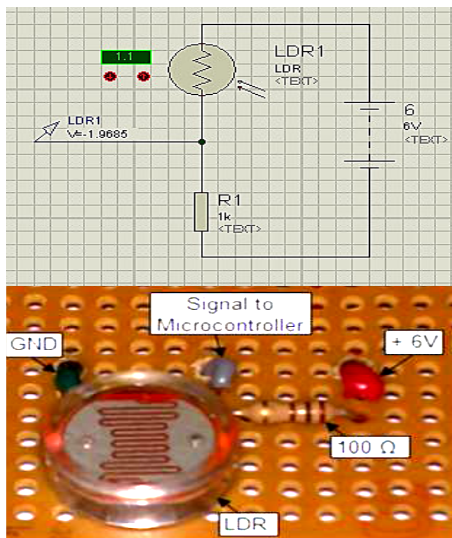 1.1
LDR1
LDR
<TEXT>
LDR1
V=-1.9685
6
6V
<TEXT>
R1
1k
<TEXT>
Signal to
Microcontroller
GND
+ 6V
100 Ω
LDR